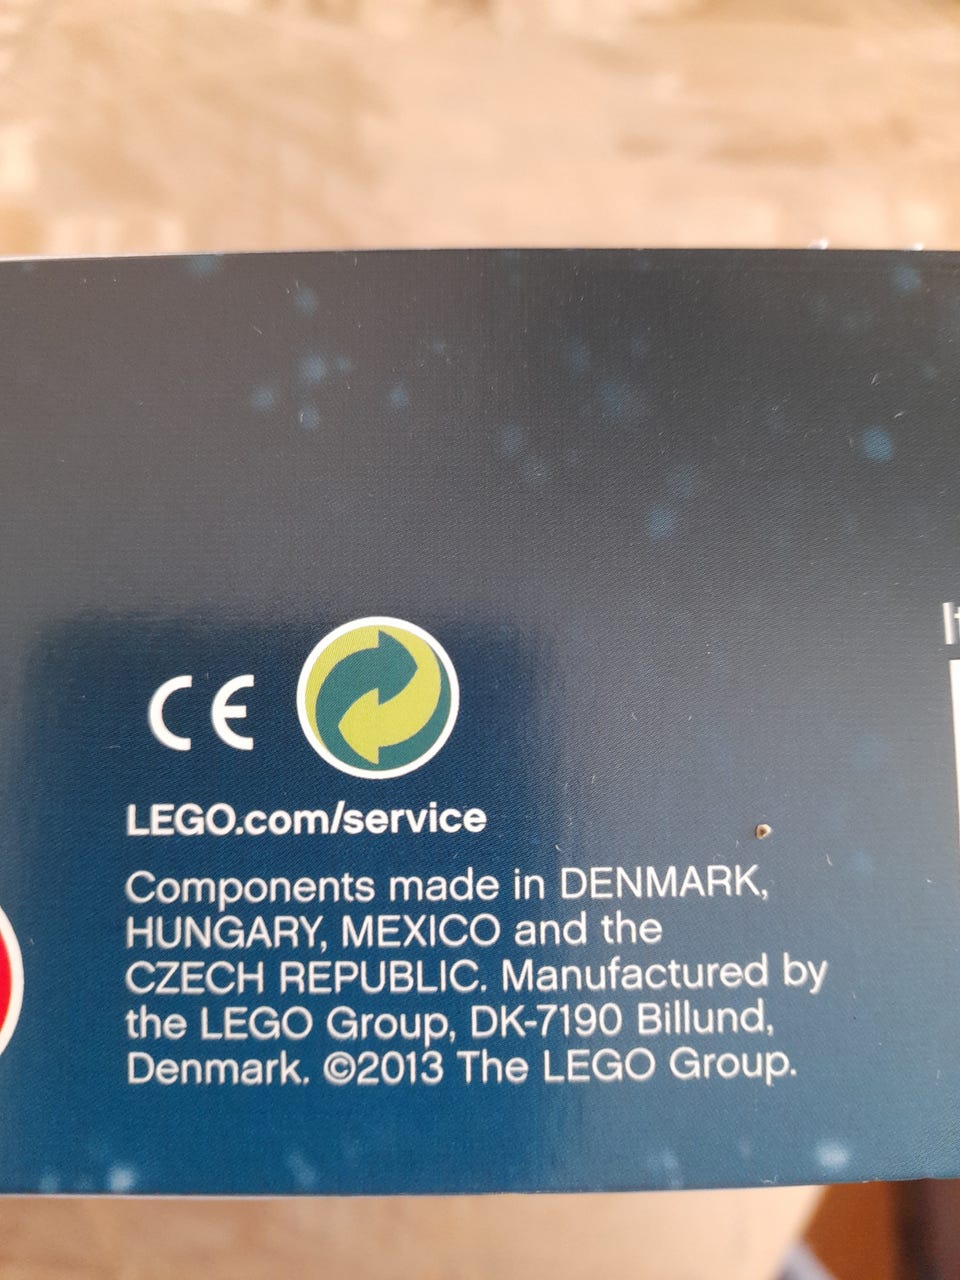 CE
LEGO.com/service
Components made in DENMARK,
HUNGARY, MEXICO and the
CZECH REPUBLIC. Manufactured by
the LEGO Group, DK-7190 Billund,
Denmark. ©2013 The LEGO Group.